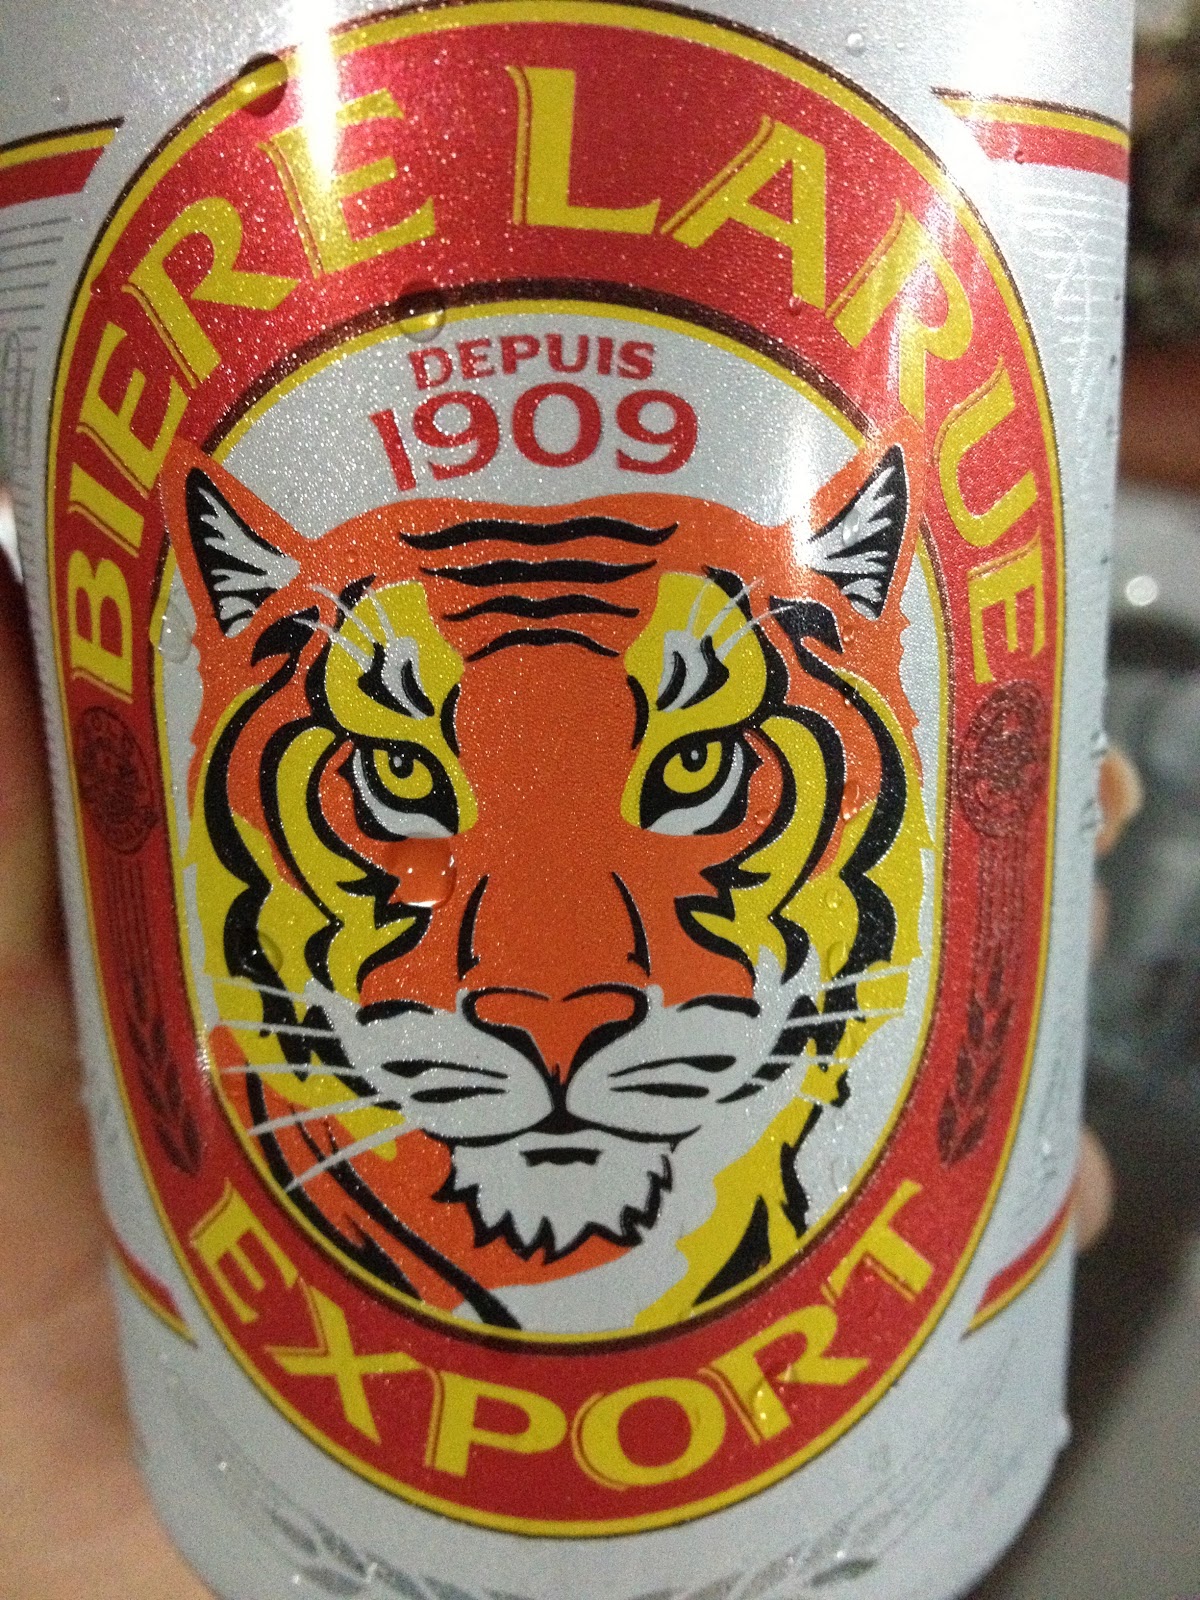 BIERE LARUE
DEPUIS
1909
EXPORT